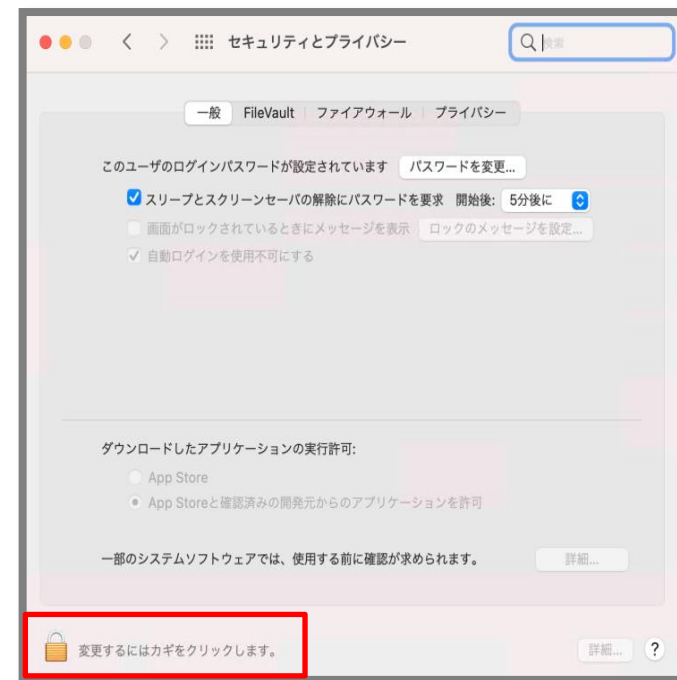 セキュリティとプライバシー
検索
一般 FileVault ファイアウォール プライバシー
このユーザのログインパスワードが設定されています パスワードを変更...
スリープとスクリーンセーバの解除にパスワードを要求 開始後: 5分後に
画面がロックされているときにメッセージを表示 ロックのメッセージを設定...
自動ログインを使用不可にする
ダウンロードしたアプリケーションの実行許可:
App Store
App Storeと確認済みの開発元からのアプリケーションを許可
一部のシステムソフトウェアでは、使用する前に確認が求められます。 詳細...
変更するにはカギをクリックします。 詳細... ?